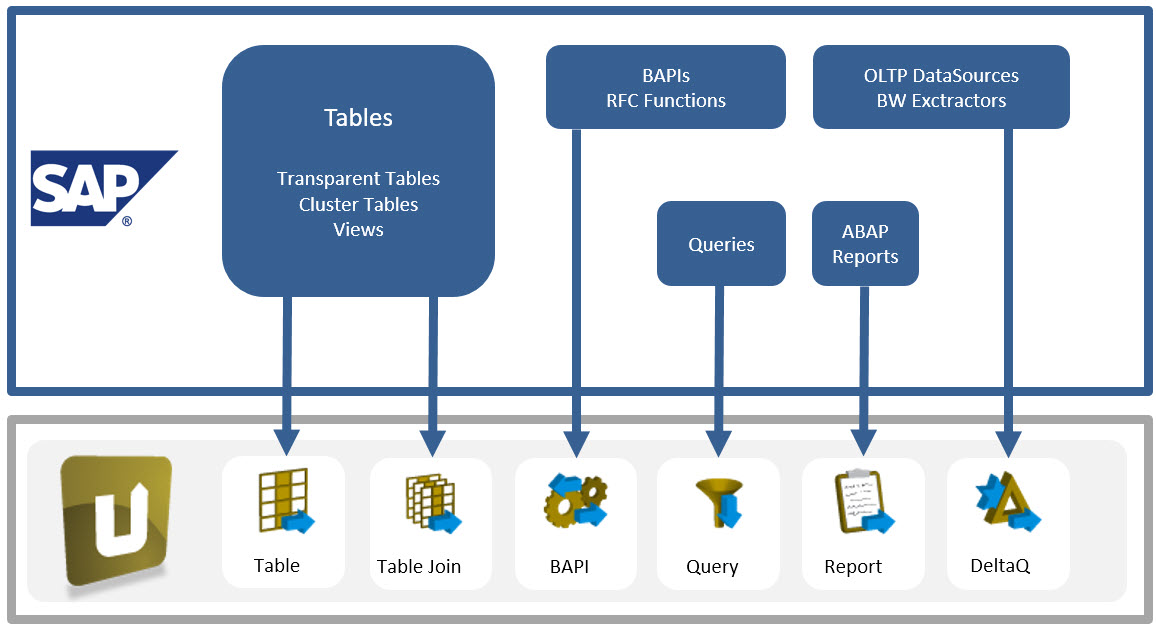 SAP
®
Tables
Transparent Tables
Cluster Tables
Views
BAPIs
RFC Functions
OLTP DataSources
BW Exctractors
Queries
ABAP
Reports
Table
Table Join
BAPI
Query
Report
DeltaQ